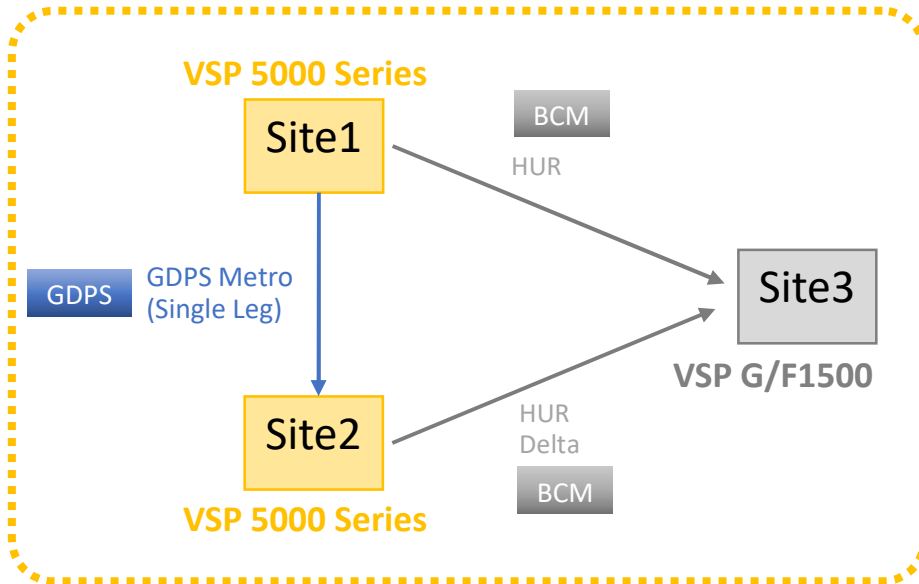 VSP 5000 Series
Site1
BCM
HUR
GDPS
GDPS Metro
(Single Leg)
Site3
VSP G/F1500
Site2
HUR
Delta
BCM
VSP 5000 Series